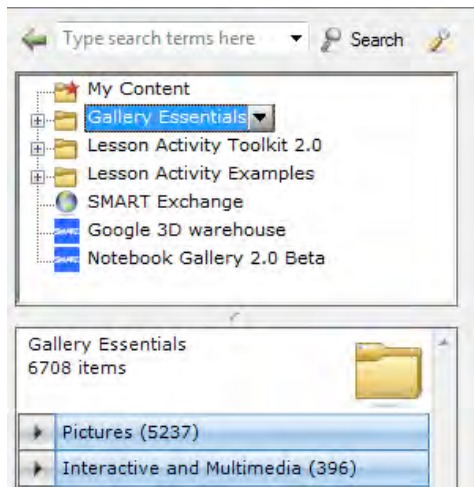 Type search terms here Search
My Content
Gallery Essentials
Lesson Activity Toolkit 2.0
Lesson Activity Examples
SMART Exchange
Google 3D warehouse
Notebook Gallery 2.0 Beta
Gallery Essentials
6708 items
Pictures (5237)
Interactive and Multimedia (396)